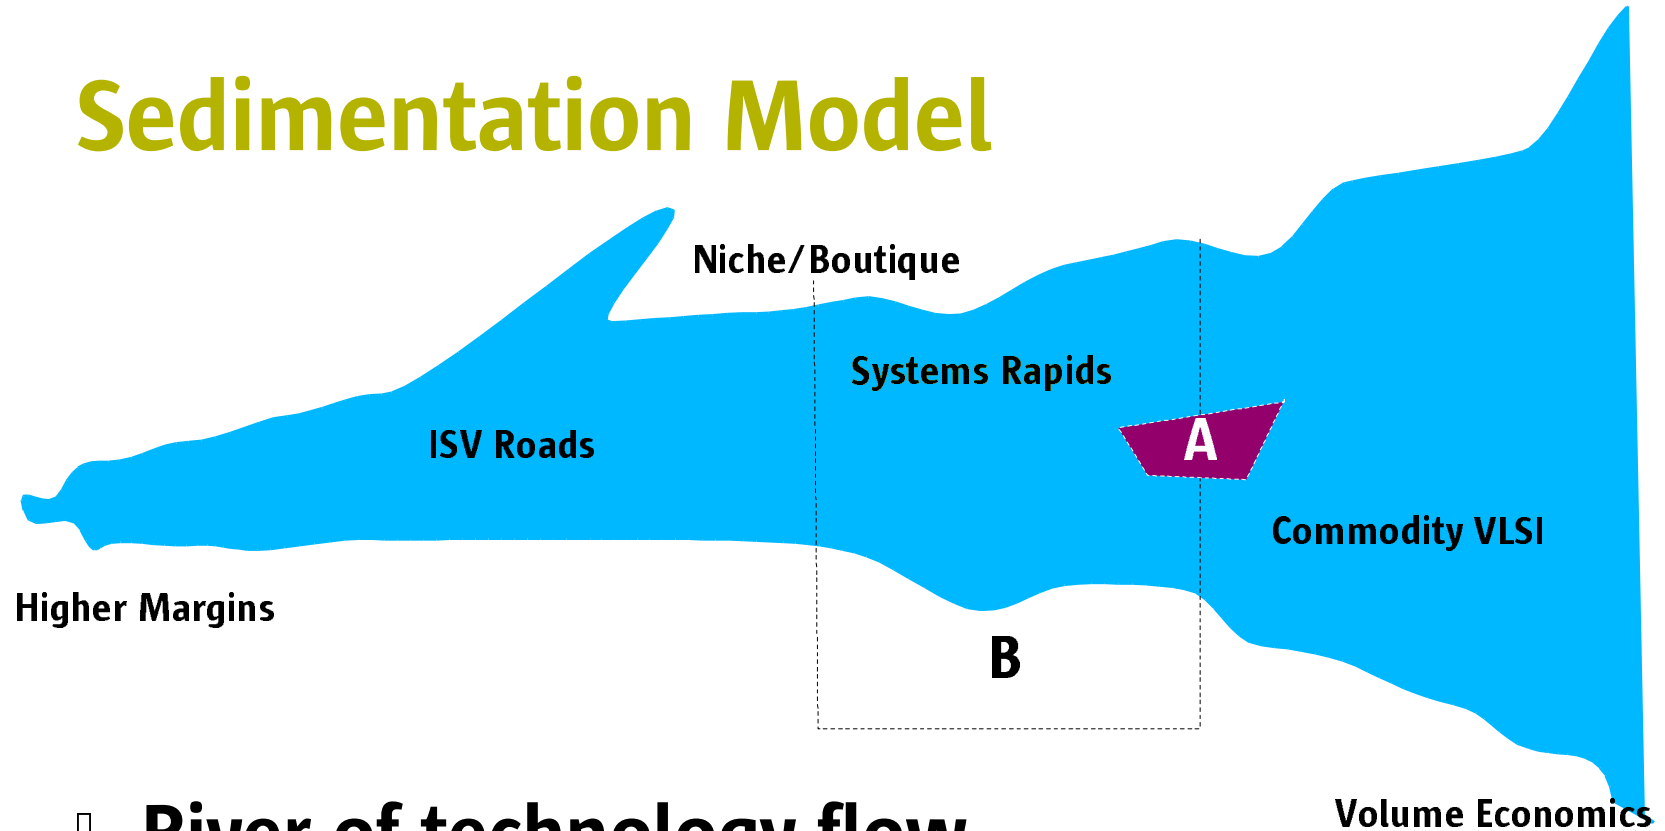 Sedimentation Model
Niche/Boutique
Systems Rapids
A
ISV Roads
Commodity VLSI
Higher Margins
B
Volume Economics
River of technology flow